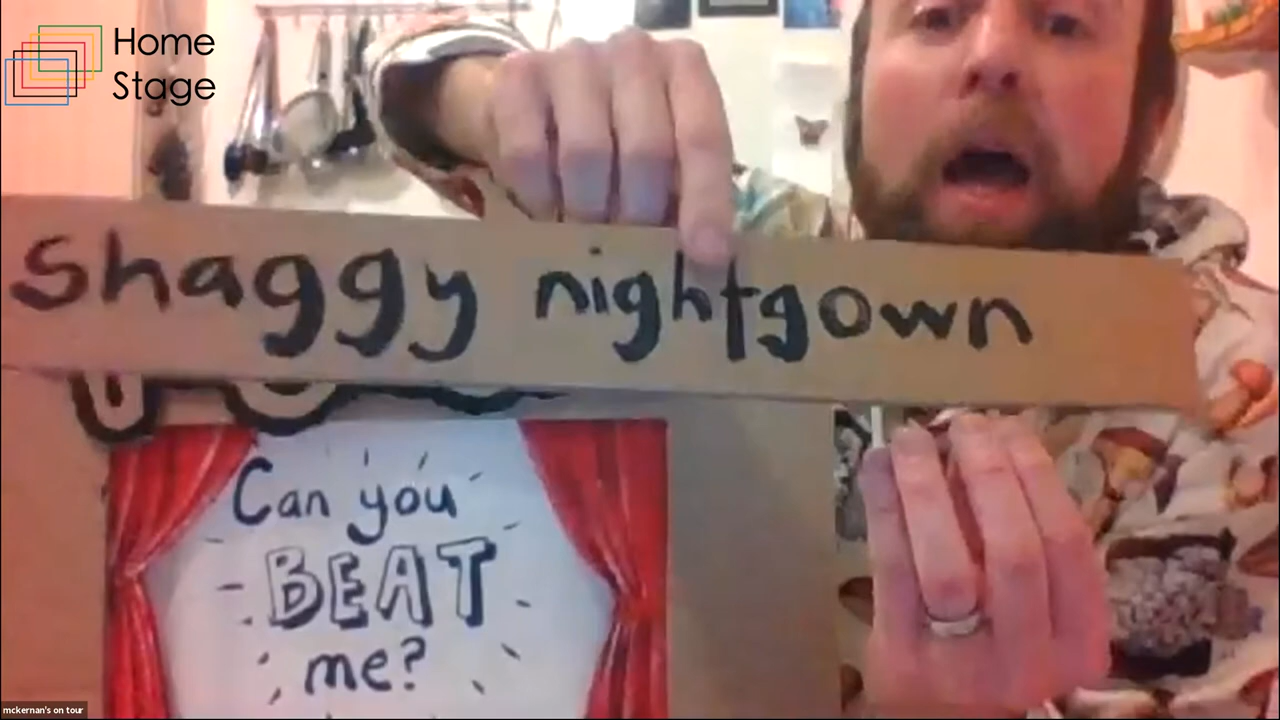 Home
Stage
shaggy nightgown
Can you
BEAT
me?
mckernan's on tour